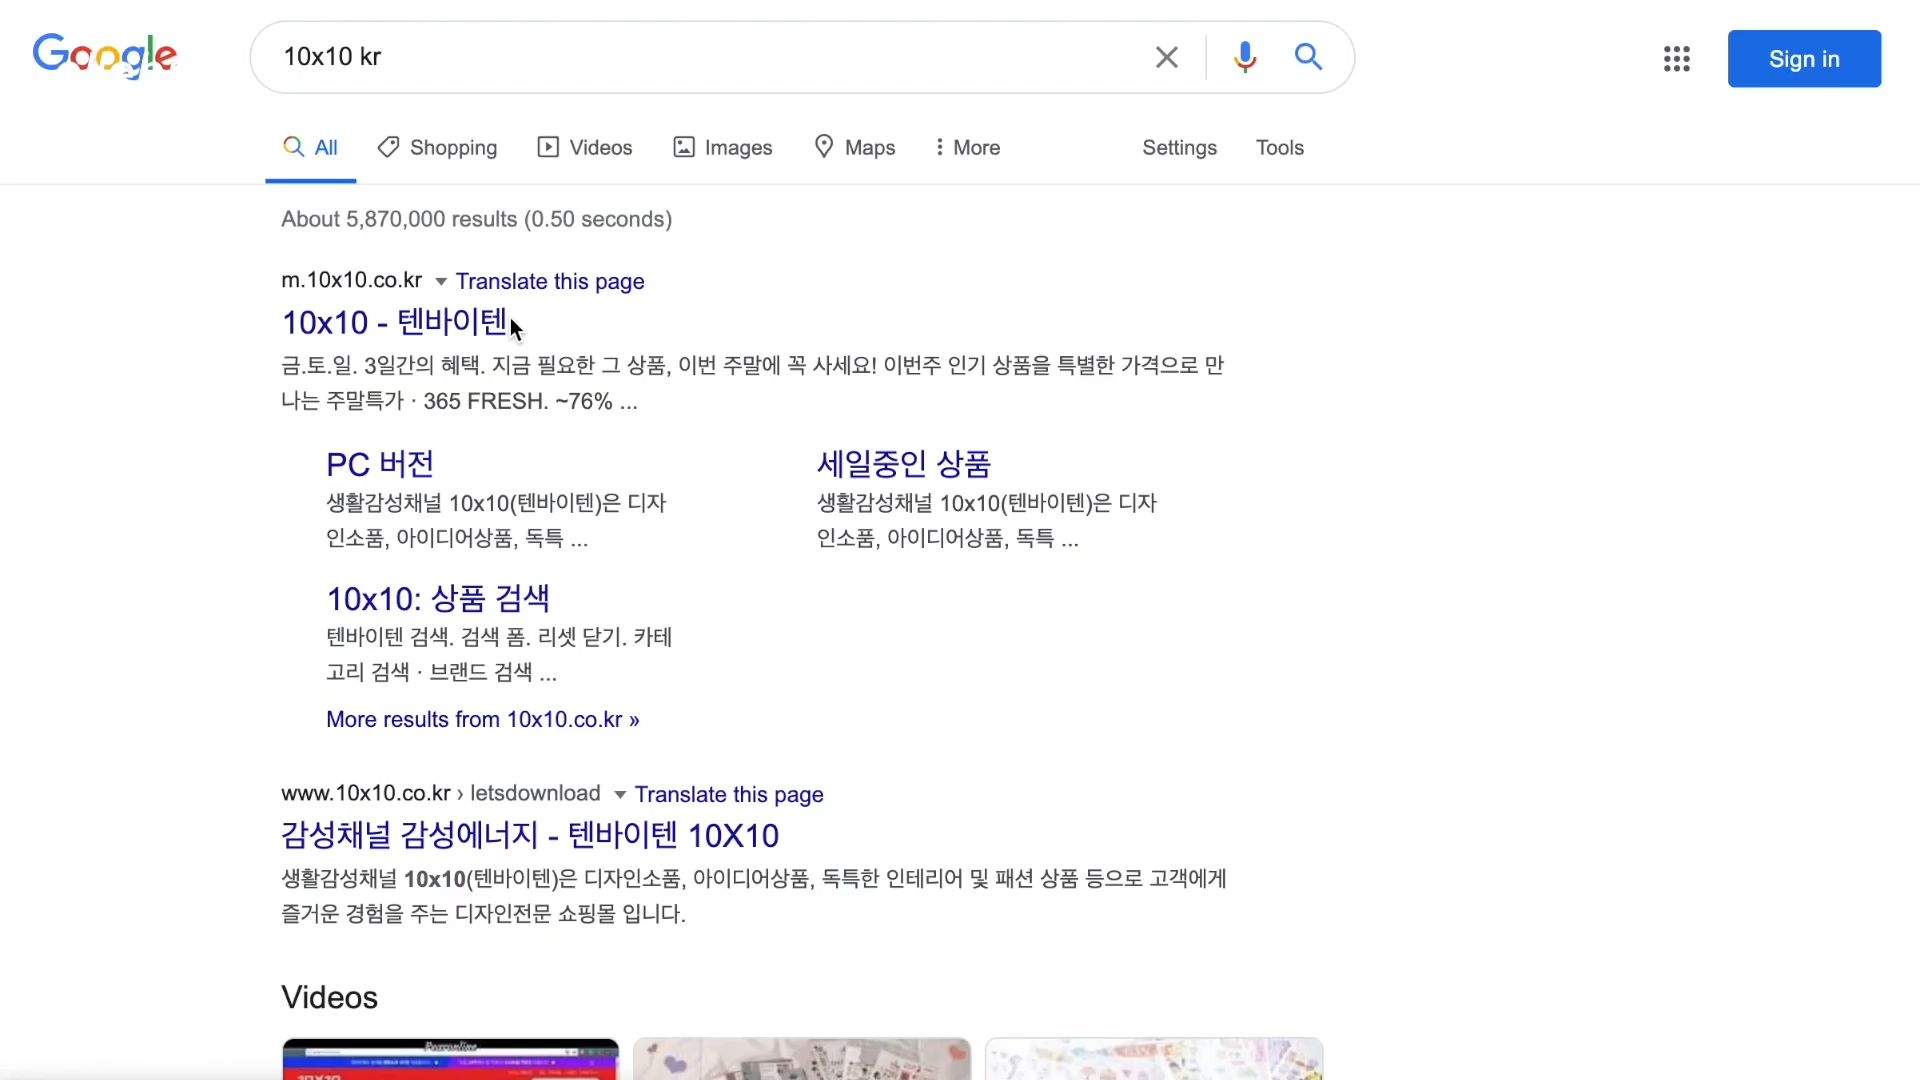 Google
10x10 kr
Sign in
All
Shopping
Videos
Images
Maps
More
Settings
Tools
About 5,870,000 results (0.50 seconds)
m.10x10.co.kr
Translate this page
10x10 - 텐바이텐
금.토.일. 3일간의 혜택. 지금 필요한 그 상품, 이번 주말에 꼭 사세요! 이번주 인기 상품을 특별한 가격으로 만
나는 주말특가 · 365 FRESH. ~76% ...
PC 버전
생활감성채널 10x10(텐바이텐)은 디자
인소품, 아이디어상품, 독특 ...
세일중인 상품
생활감성채널 10x10(텐바이텐)은 디자
인소품, 아이디어상품, 독특 ...
10x10: 상품 검색
텐바이텐 검색. 검색 폼. 리셋 닫기. 카테
고리 검색 · 브랜드 검색 ...
More results from 10x10.co.kr »
www.10x10.co.kr › letsdownload
Translate this page
감성채널 감성에너지 - 텐바이텐 10X10
생활감성채널 10x10(텐바이텐)은 디자인소품, 아이디어상품, 독특한 인테리어 및 패션 상품 등으로 고객에게
즐거운 경험을 주는 디자인전문 쇼핑몰 입니다.
Videos